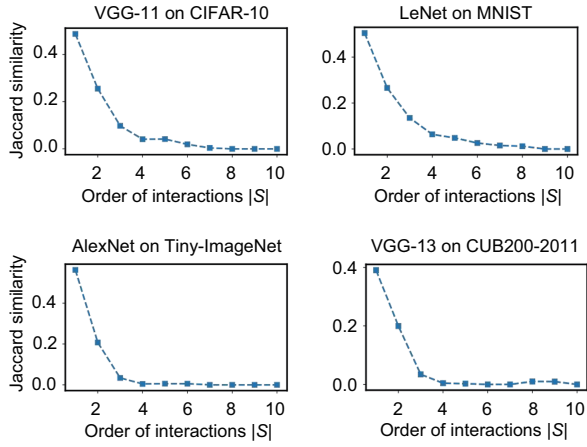 VGG-11 on CIFAR-10
Jaccard similarity
0.4
0.2
0.0
2 4 6 8 10
Order of interactions |S|
LeNet on MNIST
0.4
0.2
0.0
2 4 6 8 10
Order of interactions |S|
AlexNet on Tiny-ImageNet
Jaccard similarity
0.4
0.2
0.0
2 4 6 8 10
Order of interactions |S|
VGG-13 on CUB200-2011
0.4
0.2
0.0
2 4 6 8 10
Order of interactions |S|